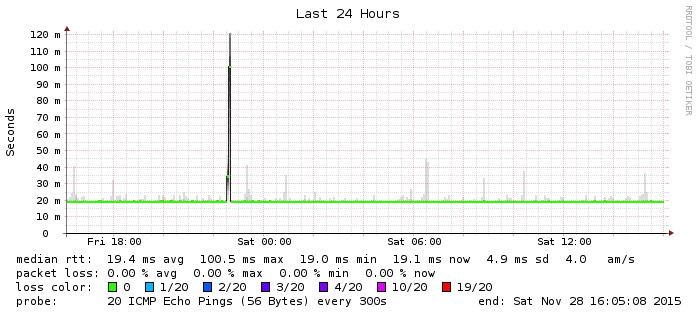 Last 24 Hours
RRDTOOL / TOBI OETIKER
Seconds
120 m
110 m
100 m
90 m
80 m
70 m
60 m
50 m
40 m
30 m
20 m
10 m
0
Fri 18:00 Sat 00:00 Sat 06:00 Sat 12:00
median rtt: 19.4 ms avg 100.5 ms max 19.0 ms min 19.1 ms now 4.9 ms sd 4.0 am/s
packet loss: 0.00 % avg 0.00 % max 0.00 % min 0.00 % now
loss color: 0 1/20 2/20 3/20 4/20 10/20 19/20
probe: 20 ICMP Echo Pings (56 Bytes) every 300s end: Sat Nov 28 16:05:08 2015